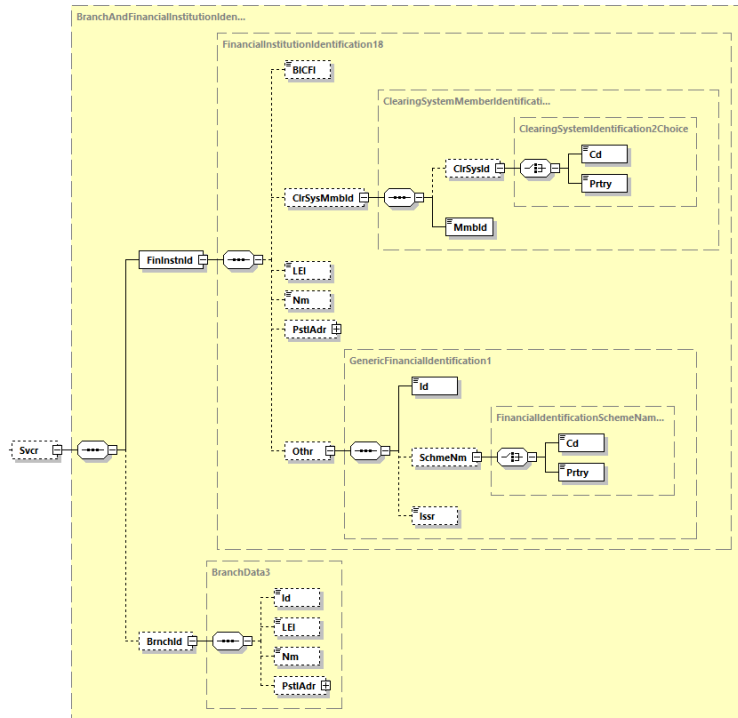 BranchAndFinancialInstitutionIden...
FinancialInstitutionIdentification18
BICFI
ClearingSystemMemberIdentificati...
ClearingSystemIdentification2Choice
Cd
ClrSysId
Prtry
ClrSysMmbId
MmbId
FinInstnId
LEI
Nm
PstlAdr
GenericFinancialIdentification1
Id
FinancialIdentificationSchemeNam...
Cd
Svcr
Othr
SchmeNm
Prtry
Issr
BranchData3
Id
LEI
BrnchId
Nm
PstlAdr